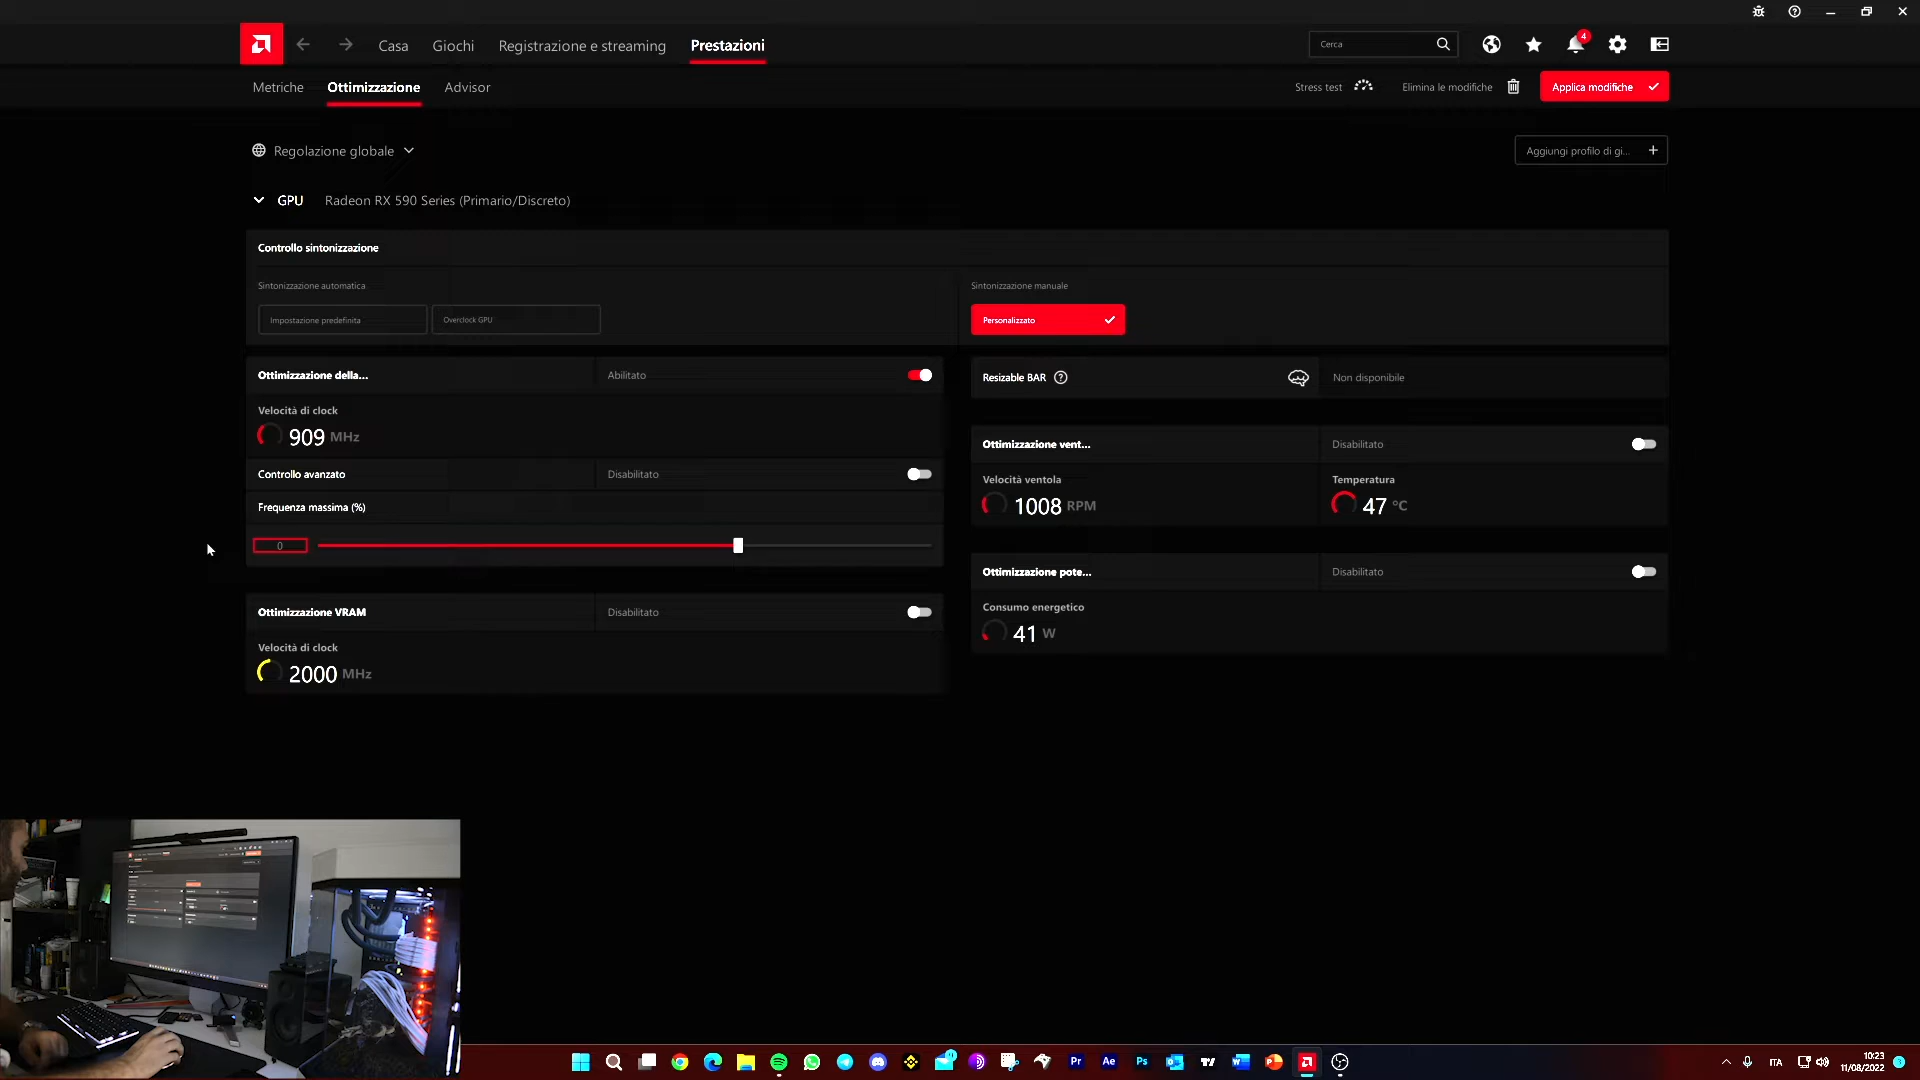 Casa Giochi Registrazione e streaming Prestazioni
Cerca
4
Metriche Ottimizzazione Advisor
Stress test Elimina le modifiche Applica modifiche
Regolazione globale
Aggiungi profilo di gi...
GPU Radeon RX 590 Series (Primario/Discreto)
Controllo sintonizzazione
Sintonizzazione automatica
Impostazione predefinita Overclock GPU
Sintonizzazione manuale
Personalizzato
Ottimizzazione della... Abilitato
Velocità di clock
909 MHz
Controllo avanzato Disabilitato
Frequenza massima (%)
0
Ottimizzazione VRAM Disabilitato
Velocità di clock
2000 MHz
Resizable BAR Non disponibile
Ottimizzazione vent... Disabilitato
Velocità ventola Temperatura
1008 RPM 47 °C
Ottimizzazione pote... Disabilitato
Consumo energetico
41 W
Pr Ae Ps
ITA
10:23
11/08/2022